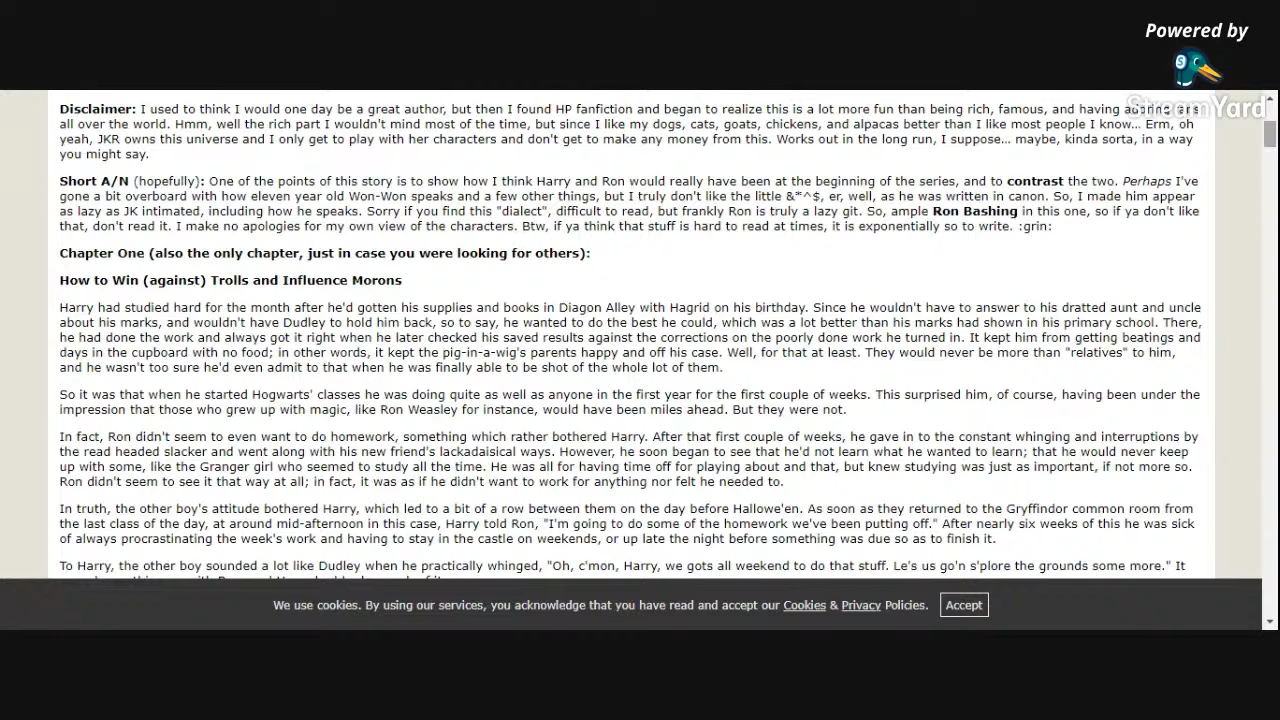 Powered by
StreamYard
Disclaimer: I used to think I would one day be a great author, but then I found HP fanfiction and began to realize this is a lot more fun than being rich, famous, and having adoring fans
all over the world. Hmm, well the rich part I wouldn't mind most of the time, but since I like my dogs, cats, goats, chickens, and alpacas better than I like most people I know... Erm, oh
yeah, JKR owns this universe and I only get to play with her characters and don't get to make any money from this. Works out in the long run, I suppose... maybe, kinda sorta, in a way
you might say.
Short A/N (hopefully): One of the points of this story is to show how I think Harry and Ron would really have been at the beginning of the series, and to contrast the two. Perhaps I've
gone a bit overboard with how eleven year old Won-Won speaks and a few other things, but I truly don't like the little &*^$, er, well, as he was written in canon. So, I made him appear
as lazy as JK intimated, including how he speaks. Sorry if you find this "dialect", difficult to read, but frankly Ron is truly a lazy git. So, ample Ron Bashing in this one, so if ya don't like
that, don't read it. I make no apologies for my own view of the characters. Btw, if ya think that stuff is hard to read at times, it is exponentially so to write. :grin:
Chapter One (also the only chapter, just in case you were looking for others):
How to Win (against) Trolls and Influence Morons
Harry had studied hard for the month after he'd gotten his supplies and books in Diagon Alley with Hagrid on his birthday. Since he wouldn't have to answer to his dratted aunt and uncle
about his marks, and wouldn't have Dudley to hold him back, so to say, he wanted to do the best he could, which was a lot better than his marks had shown in his primary school. There,
he had done the work and always got it right when he later checked his saved results against the corrections on the poorly done work he turned in. It kept him from getting beatings and
days in the cupboard with no food; in other words, it kept the pig-in-a-wig's parents happy and off his case. Well, for that at least. They would never be more than "relatives" to him,
and he wasn't too sure he'd even admit to that when he was finally able to be shot of the whole lot of them.
So it was that when he started Hogwarts' classes he was doing quite as well as anyone in the first year for the first couple of weeks. This surprised him, of course, having been under the
impression that those who grew up with magic, like Ron Weasley for instance, would have been miles ahead. But they were not.
In fact, Ron didn't seem to even want to do homework, something which rather bothered Harry. After that first couple of weeks, he gave in to the constant whinging and interruptions by
the read headed slacker and went along with his new friend's lackadaisical ways. However, he soon began to see that he'd not learn what he wanted to learn; that he would never keep
up with some, like the Granger girl who seemed to study all the time. He was all for having time off for playing about and that, but knew studying was just as important, if not more so.
Ron didn't seem to see it that way at all; in fact, it was as if he didn't want to work for anything nor felt he needed to.
In truth, the other boy's attitude bothered Harry, which led to a bit of a row between them on the day before Hallowe'en. As soon as they returned to the Gryffindor common room from
the last class of the day, at around mid-afternoon in this case, Harry told Ron, "I'm going to do some of the homework we've been putting off." After nearly six weeks of this he was sick
of always procrastinating the week's work and having to stay in the castle on weekends, or up late the night before something was due so as to finish it.
To Harry, the other boy sounded a lot like Dudley when he practically whinged, "Oh, c'mon, Harry, we gots all weekend to do that stuff. Le's us go'n s'plore the grounds some more." It
We use cookies. By using our services, you acknowledge that you have read and accept our Cookies & Privacy Policies.
Accept